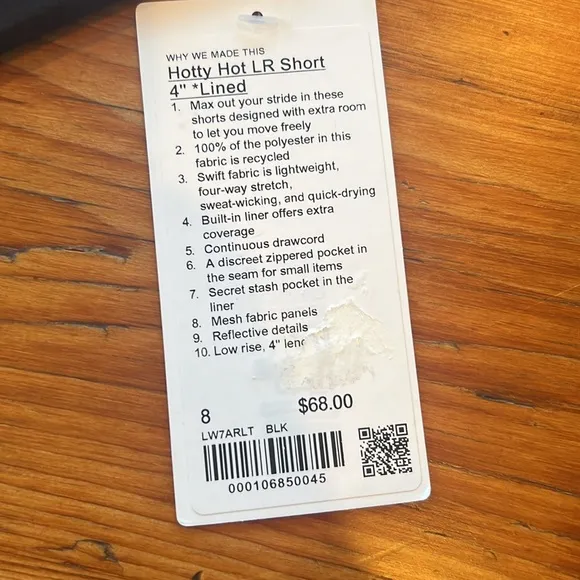 WHY WE MADE THIS
Hotty Hot LR Short
4" *Lined
1. Max out your stride in these
shorts designed with extra room
to let you move freely
2. 100% of the polyester in this
fabric is recycled
3. Swift fabric is lightweight,
four-way stretch,
sweat-wicking, and quick-drying
4. Built-in liner offers extra
coverage
5. Continuous drawcord
6. A discreet zippered pocket in
the seam for small items
7. Secret stash pocket in the
liner
8. Mesh fabric panels
9. Reflective details
10. Low rise, 4"
8 $68.00
LW7ARLT BLK
000106850045